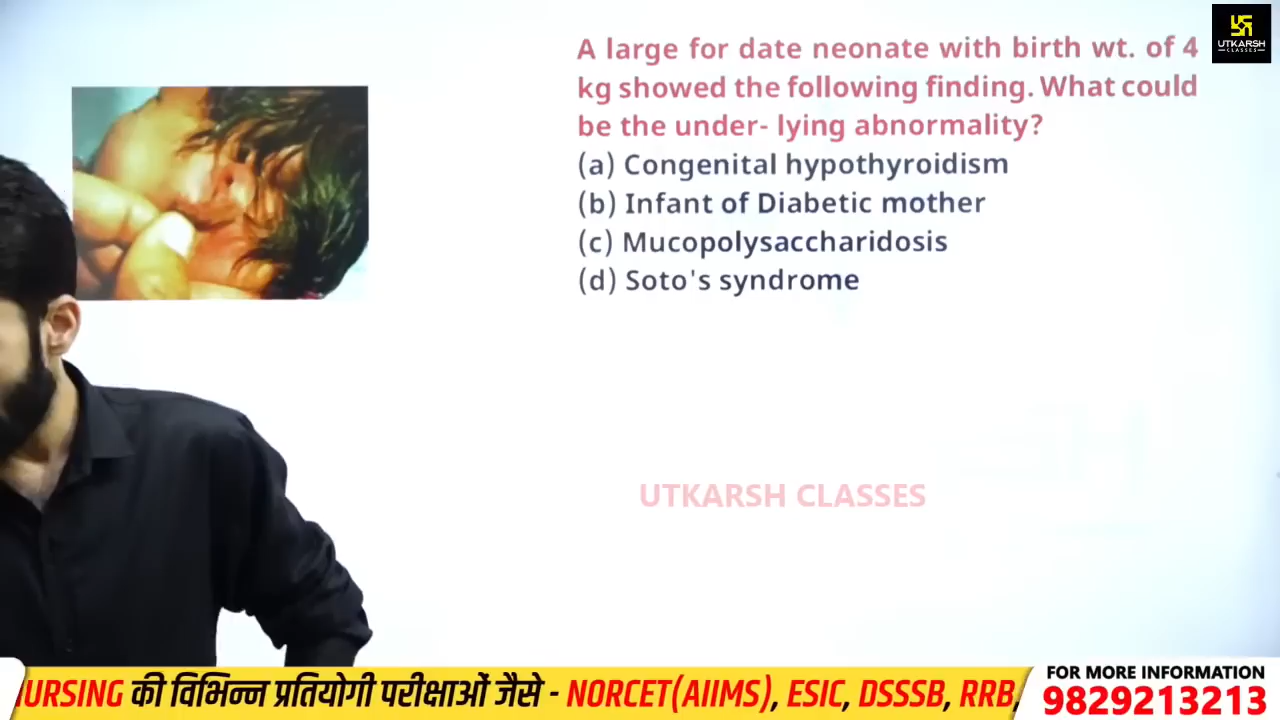 UTKARSH
CLASSES
A large for date neonate with birth wt. of 4
kg showed the following finding. What could
be the under- lying abnormality?
(a) Congenital hypothyroidism
(b) Infant of Diabetic mother
(c) Mucopolysaccharidosis
(d) Soto's syndrome
UTKARSH CLASSES
NURSING की विभिन्न प्रतियोगी परीक्षाओं जैसे - NORCET(AIIMS), ESIC, DSSSB, RRB,
FOR MORE INFORMATION
9829213213